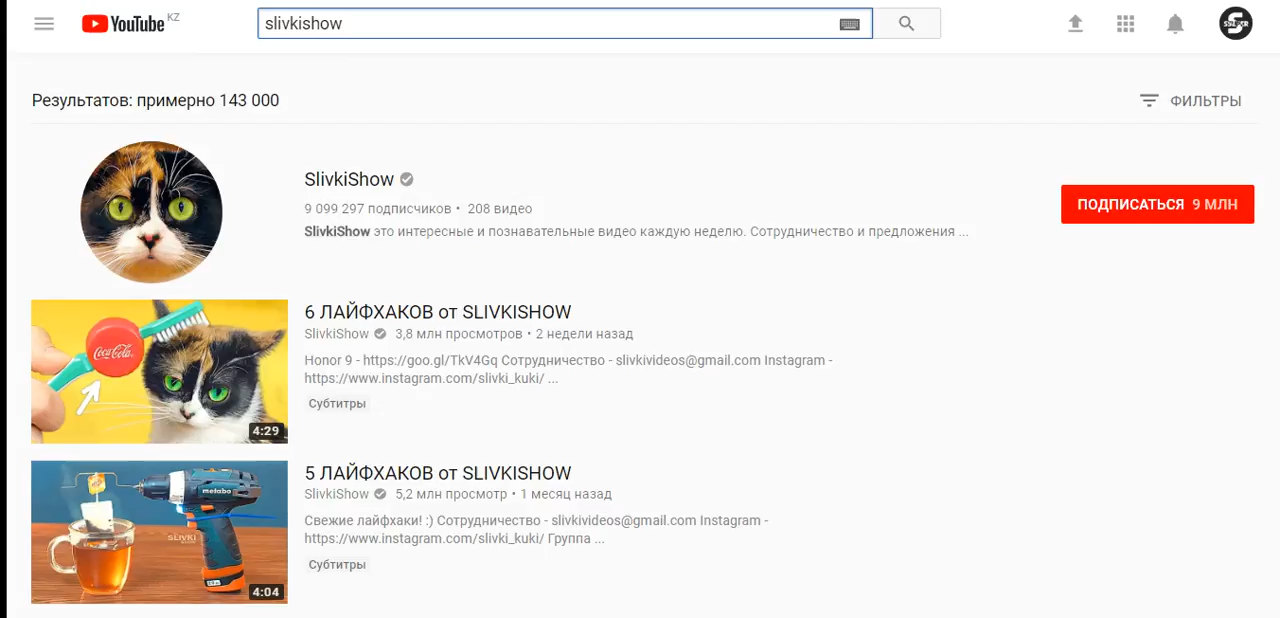 YouTube KZ
slivkishow
Результатов: примерно 143 000
ФИЛЬТРЫ
SlivkiShow
9 099 297 подписчиков • 208 видео
SlivkiShow это интересные и познавательные видео каждую неделю. Сотрудничество и предложения ...
ПОДПИСАТЬСЯ 9 МЛН
6 ЛАЙФХАКОВ от SLIVKISHOW
SlivkiShow 3,8 млн просмотров • 2 недели назад
Honor 9 - https://goo.gl/TkV4Gq Сотрудничество - slivkivideos@gmail.com Instagram -
https://www.instagram.com/slivki_kuki/ ...
Субтитры
Coca-Cola
4:29
5 ЛАЙФХАКОВ от SLIVKISHOW
SlivkiShow 5,2 млн просмотр • 1 месяц назад
Свежие лайфхаки! :) Сотрудничество - slivkivideos@gmail.com Instagram -
https://www.instagram.com/slivki_kuki/ Группа ...
Субтитры
metabo
SLIVKI
4:04